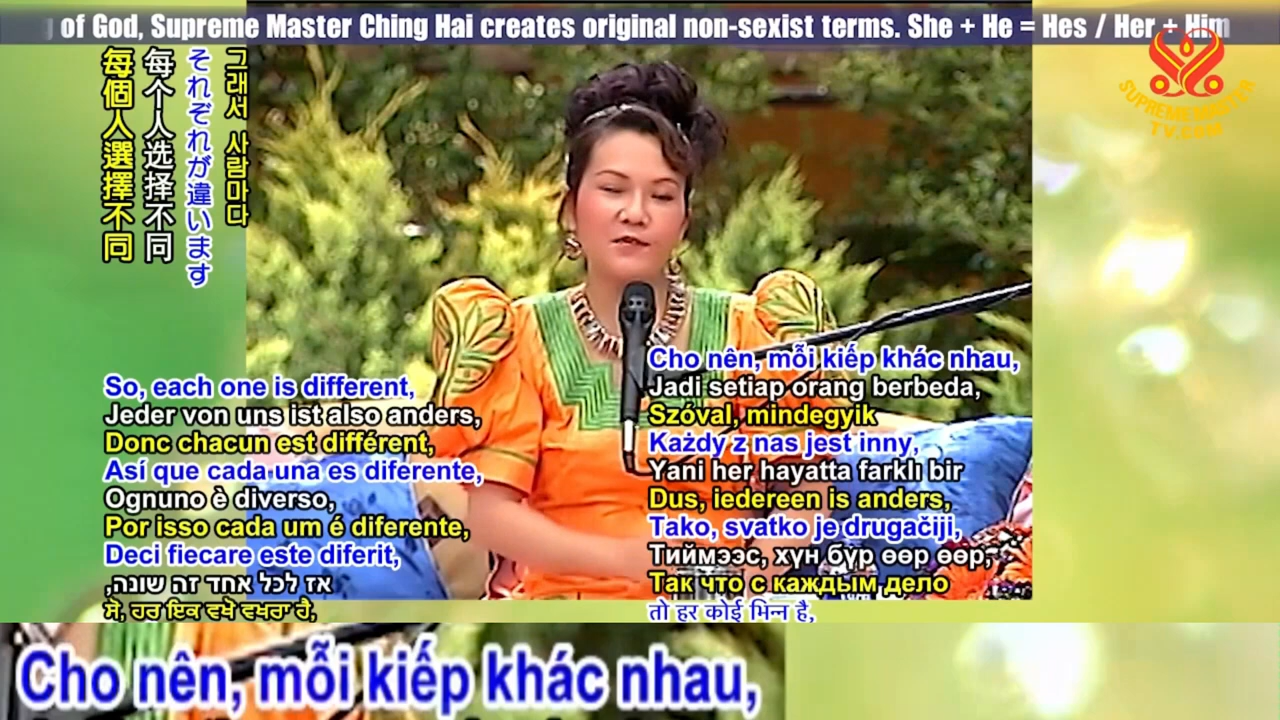 of God, Supreme Master Ching Hai creates original non-sexist terms. She + He = Hes / Her + Him
SUPREMEMASTER
TV.COM
그래서 사람마다
それぞれが違います
每个人选择不同
每個人選擇不同
So, each one is different,
Jeder von uns ist also anders,
Donc chacun est différent,
Así que cada una es diferente,
Ognuno è diverso,
Por isso cada um é diferente,
Deci fiecare este diferit,
אז לכל אחד זה שונה,
ਸੋ, ਹਰ ਇਕ ਵਖੋ ਵਖਰਾ ਹੈ,
Cho nên, mỗi kiếp khác nhau,
Jadi setiap orang berbeda,
Szóval, mindegyik
Każdy z nas jest inny,
Yani her hayatta farklı bir
Dus, iedereen is anders,
Tako, svatko je drugačiji,
Тиймээс, хүн бүр өөр өөр,
Так что с каждым дело
तो हर कोई भिन्न है,
Cho nên, mỗi kiếp khác nhau,